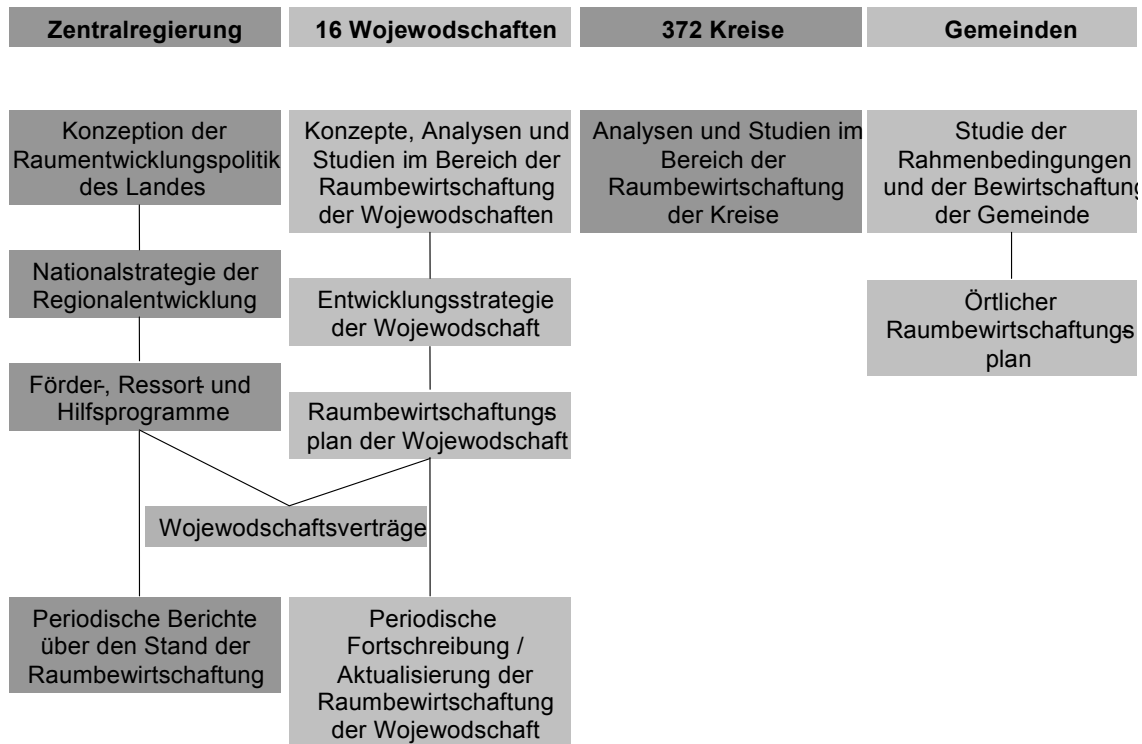 Zentralregierung
16 Wojewodschaften
372 Kreise
Gemeinden
Konzeption der
Raumentwicklungspolitik
des Landes
Konzepte, Analysen und
Studien im Bereich der
Raumbewirtschaftung
der Wojewodschaften
Analysen und Studien im
Bereich der
Raumbewirtschaftung
der Kreise
Studie der
Rahmenbedingungen
und der Bewirtschaftung
der Gemeinde
Nationalstrategie der
Regionalentwicklung
Entwicklungsstrategie
der Wojewodschaft
Örtlicher
Raumbewirtschaftungs-
plan
Förder-, Ressort- und
Hilfsprogramme
Raumbewirtschaftungs-
plan der Wojewodschaft
Wojewodschaftsverträge
Periodische Berichte
über den Stand der
Raumbewirtschaftung
Periodische
Fortschreibung /
Aktualisierung der
Raumbewirtschaftung
der Wojewodschaft